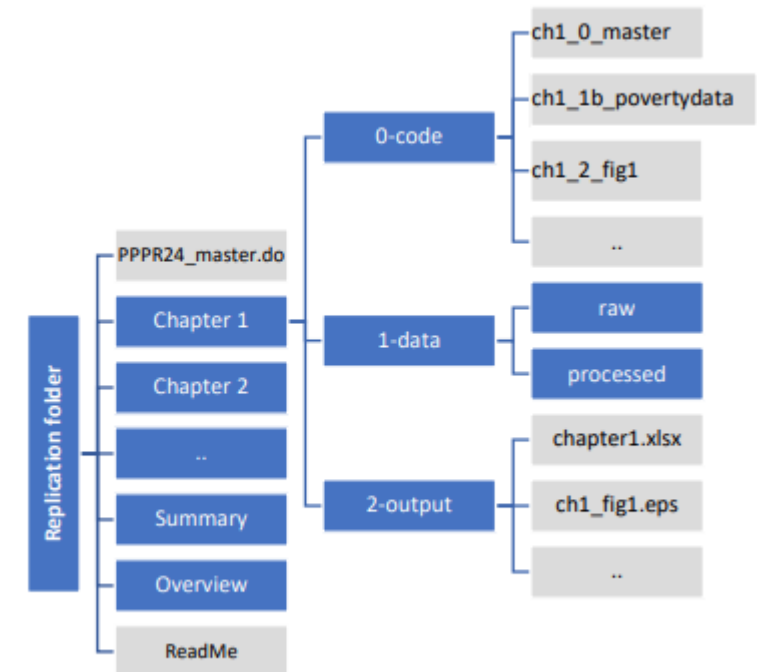 Replication folder
PPPR24_master.do
Chapter 1
Chapter 2
..
Summary
Overview
ReadMe
0-code
1-data
2-output
ch1_0_master
ch1_1b_povertydata
ch1_2_fig1
..
raw
processed
chapter1.xlsx
ch1_fig1.eps
..